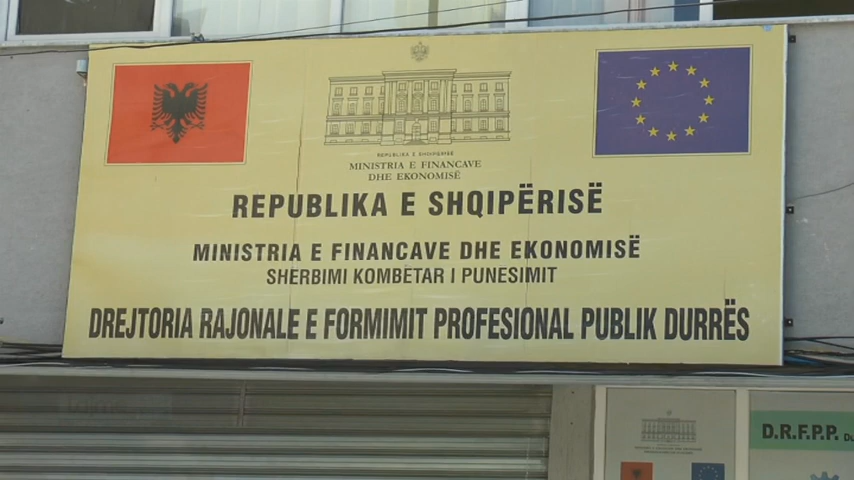 REPUBLIKA E SHQIPËRISË
MINISTRIA E FINANCAVE
DHE EKONOMISË
REPUBLIKA E SHQIPËRISË
MINISTRIA E FINANCAVE DHE EKONOMISË
SHERBIMI KOMBETAR I PUNESIMIT
DREJTORIA RAJONALE E FORMIMIT PROFESIONAL PUBLIK DURRËS
D.R.F.P.P.